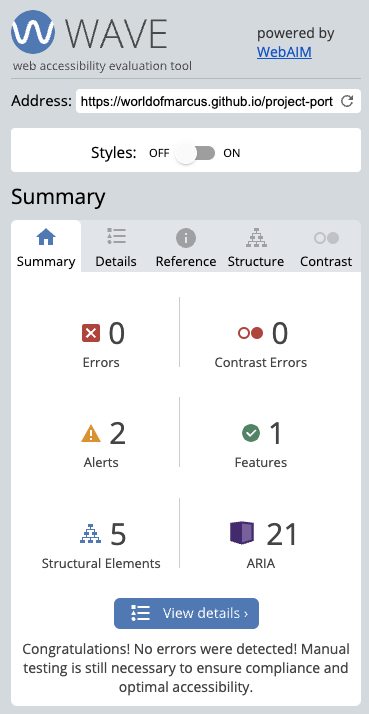 WAVE
web accessibility evaluation tool
powered by
WebAIM
Address: https://worldofmarcus.github.io/project-port
Styles: OFF ON
Summary
Summary Details Reference Structure Contrast
0 0
Errors Contrast Errors
2 1
Alerts Features
5 21
Structural Elements ARIA
View details ›
Congratulations! No errors were detected! Manual
testing is still necessary to ensure compliance and
optimal accessibility.